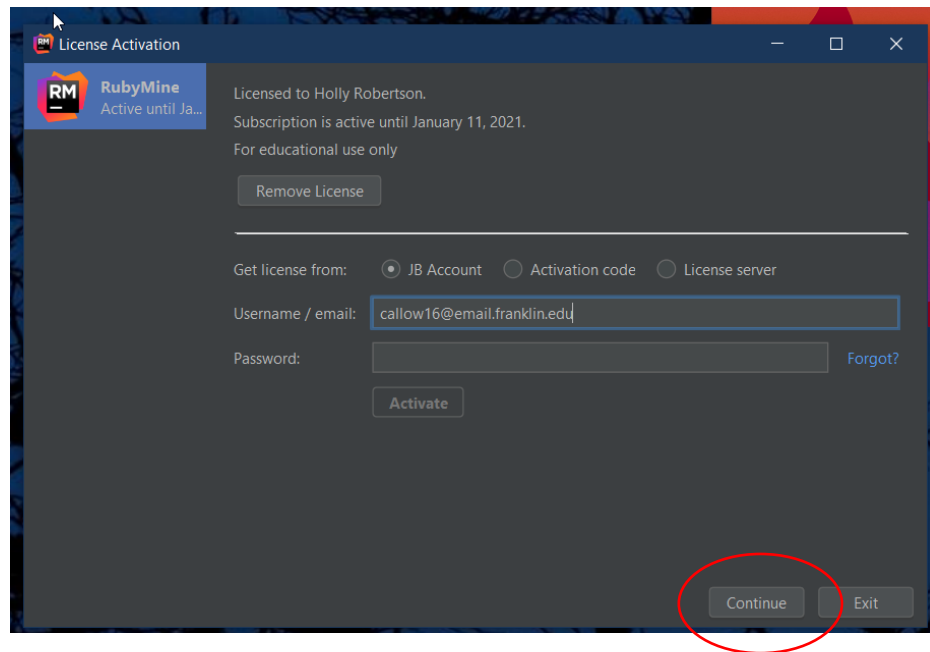 License Activation
RM
RubyMine
Active until Ja...
Licensed to Holly Robertson.
Subscription is active until January 11, 2021.
For educational use only
Remove License
Get license from: JB Account Activation code License server
Username / email: callow16@email.franklin.edu
Password: Forgot?
Activate
Continue Exit